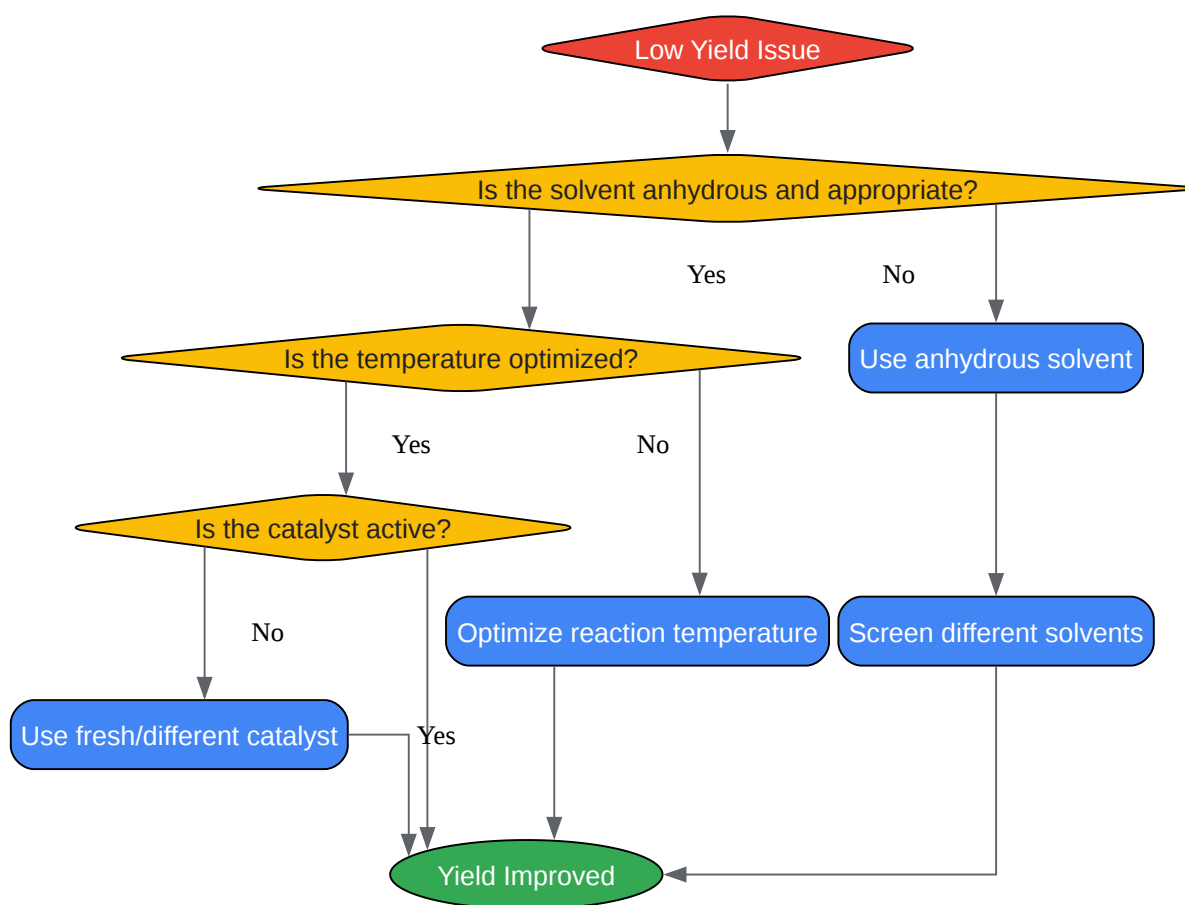 Low Yield Issue
Is the solvent anhydrous and appropriate?
Yes
No
Is the temperature optimized?
Use anhydrous solvent
Yes
No
Is the catalyst active?
No
Optimize reaction temperature
Screen different solvents
Use fresh/different catalyst
Yes
Yield Improved